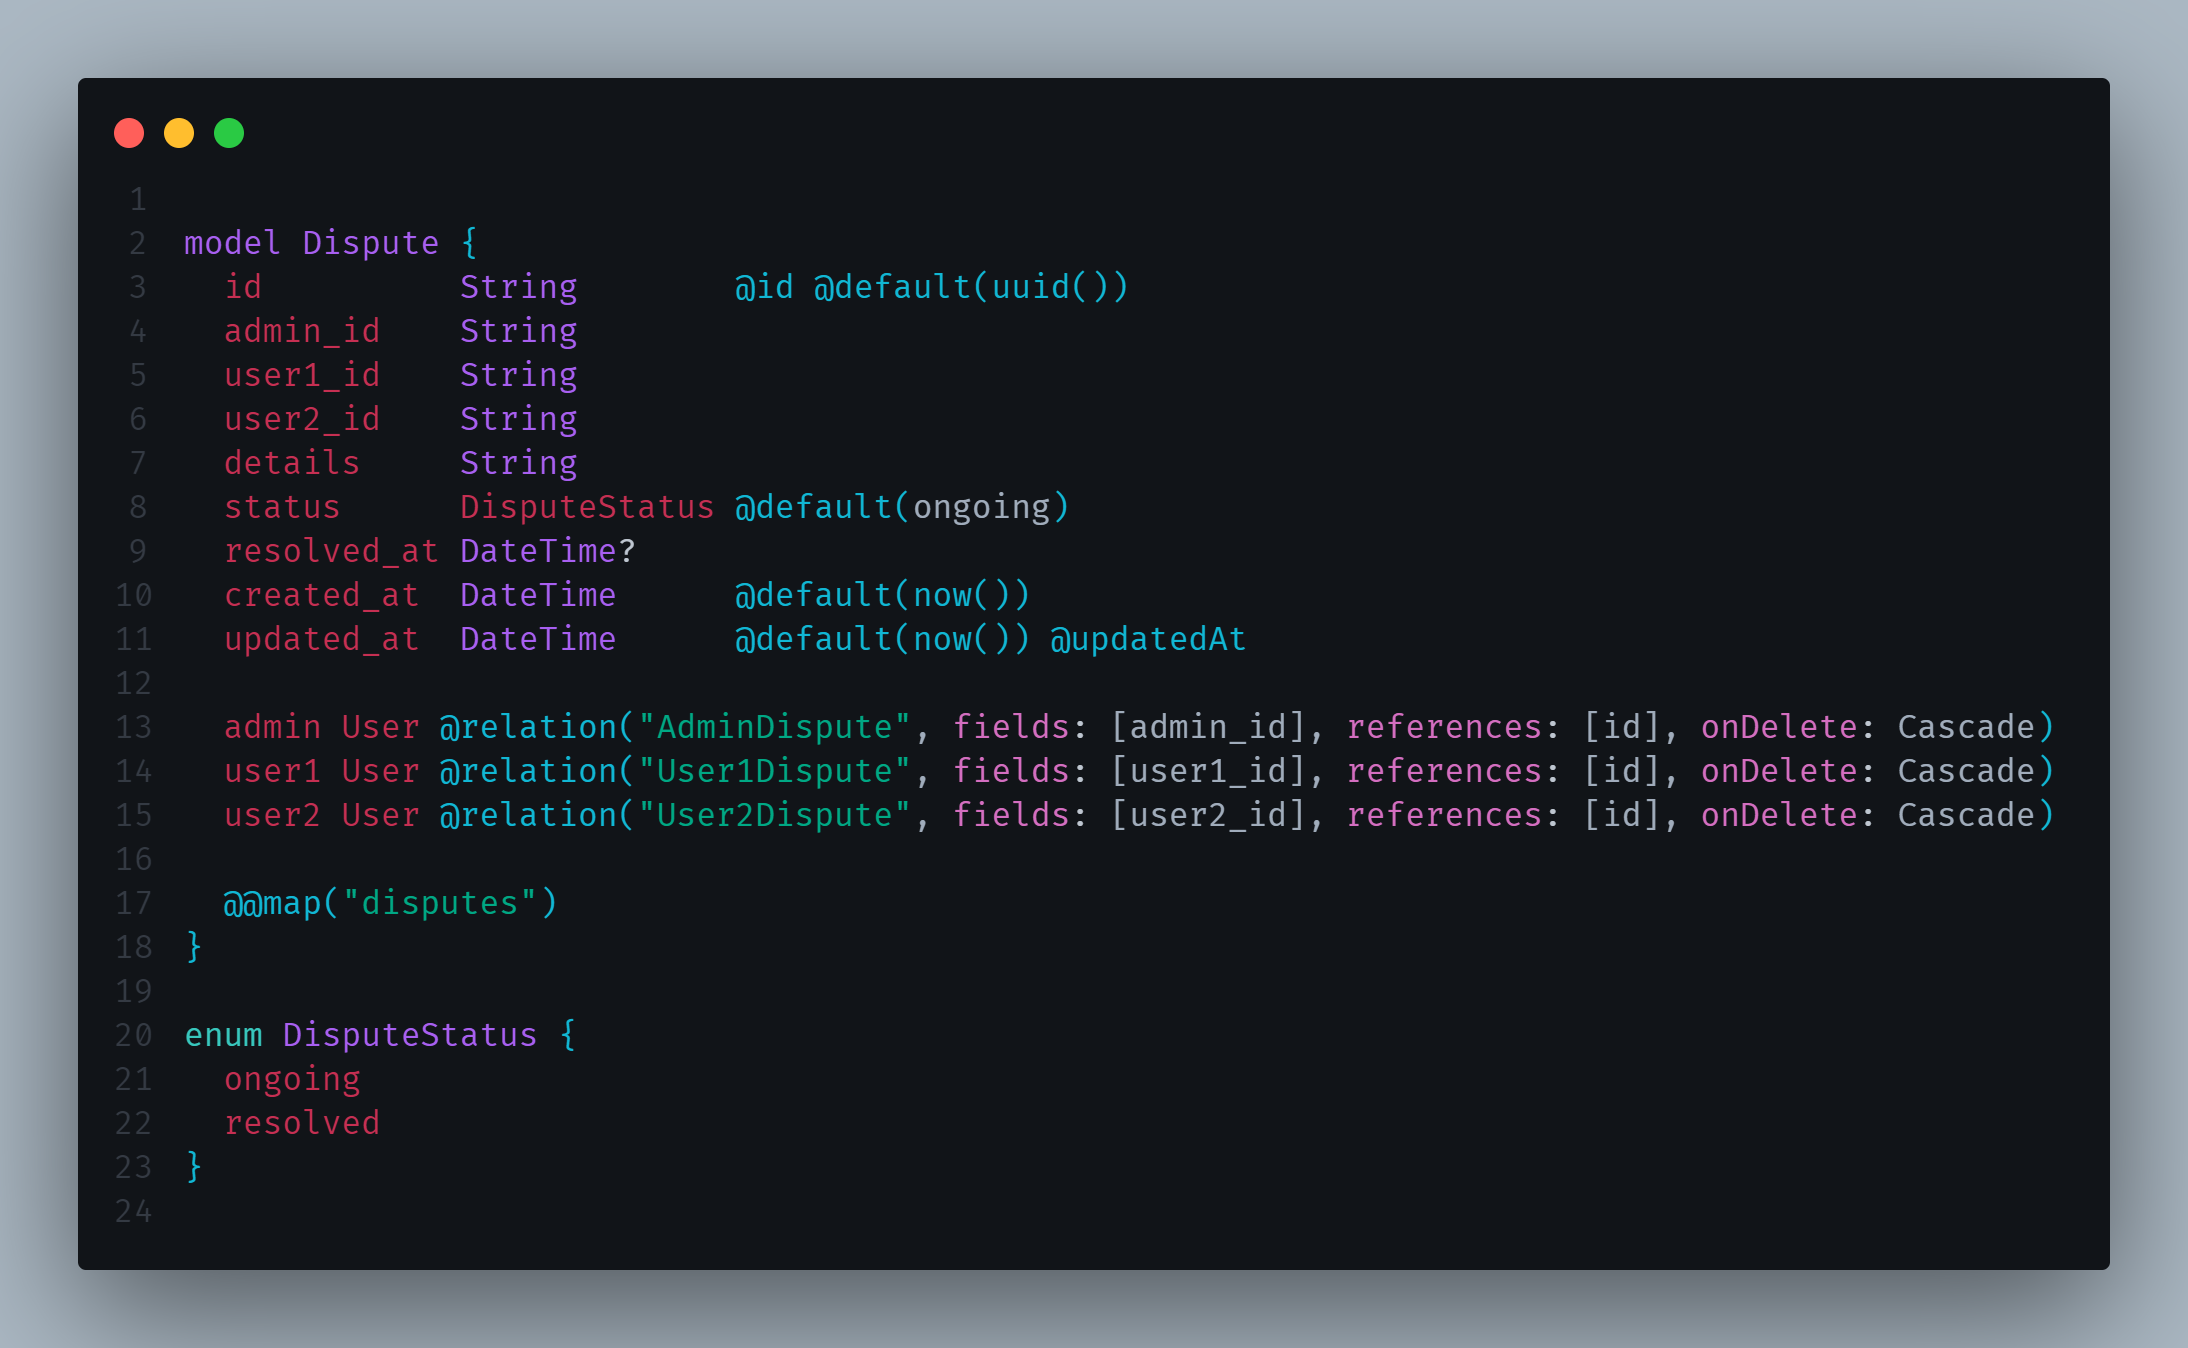 1
2 model Dispute {
3   id          String        @id @default(uuid())
4   admin_id    String
5   user1_id    String
6   user2_id    String
7   details     String
8   status      DisputeStatus @default(ongoing)
9   resolved_at DateTime?
10   created_at  DateTime      @default(now())
11   updated_at  DateTime      @default(now()) @updatedAt
12
13   admin User @relation("AdminDispute", fields: [admin_id], references: [id], onDelete: Cascade)
14   user1 User @relation("User1Dispute", fields: [user1_id], references: [id], onDelete: Cascade)
15   user2 User @relation("User2Dispute", fields: [user2_id], references: [id], onDelete: Cascade)
16
17   @@map("disputes")
18 }
19
20 enum DisputeStatus {
21   ongoing
22   resolved
23 }
24